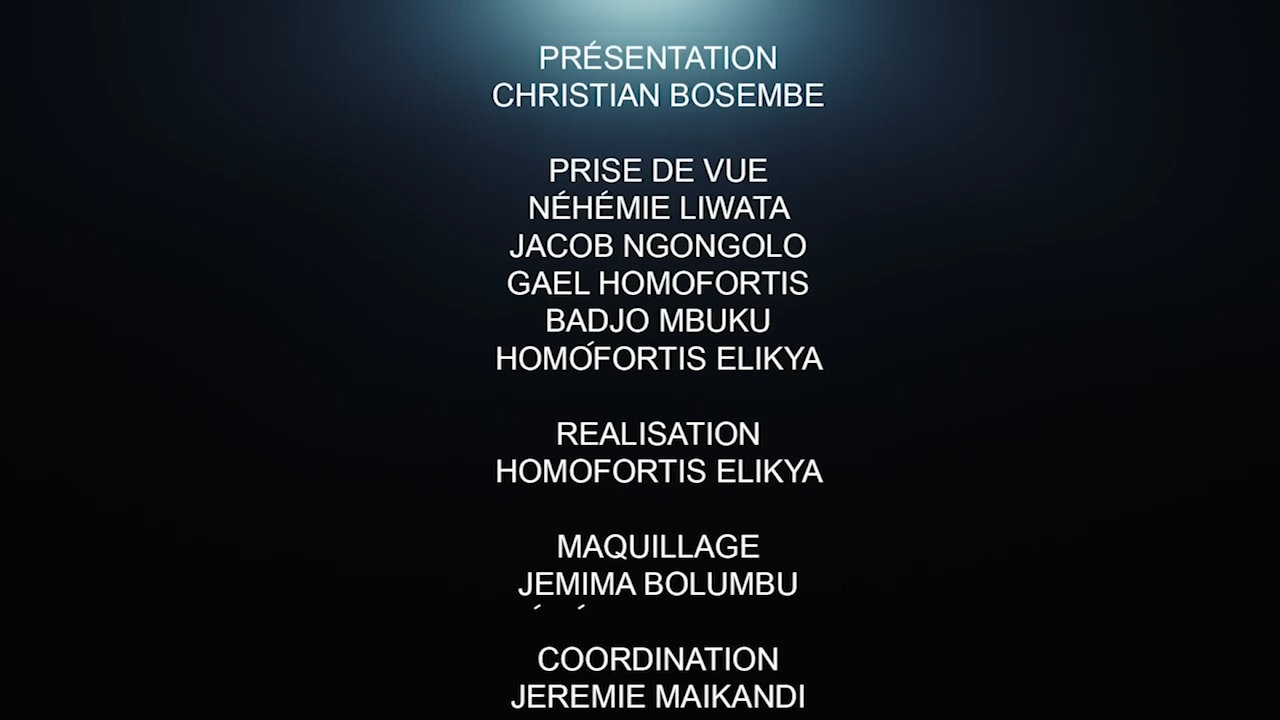 PRÉSENTATION
CHRISTIAN BOSEMBE
PRISE DE VUE
NÉHÉMIE LIWATA
JACOB NGONGOLO
GAEL HOMOFORTIS
BADJO MBUKU
HOMOFORTIS ELIKYA
REALISATION
HOMOFORTIS ELIKYA
MAQUILLAGE
JEMIMA BOLUMBU
COORDINATION
JEREMIE MAIKANDI